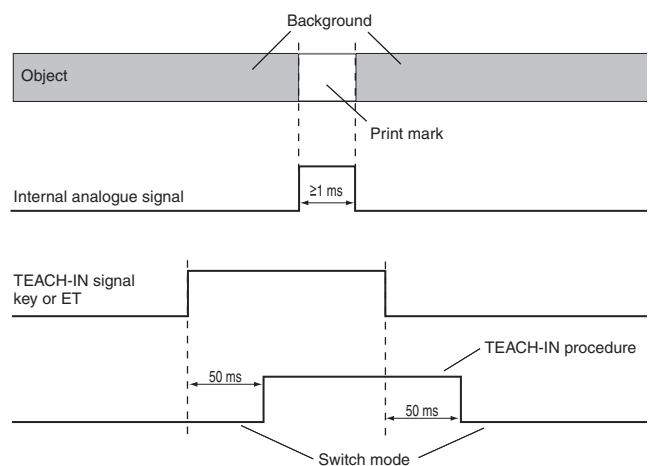 Background
Object
Print mark
≥1 ms
Internal analogue signal
TEACH-IN signal
key or ET
TEACH-IN procedure
50 ms
50 ms
Switch mode